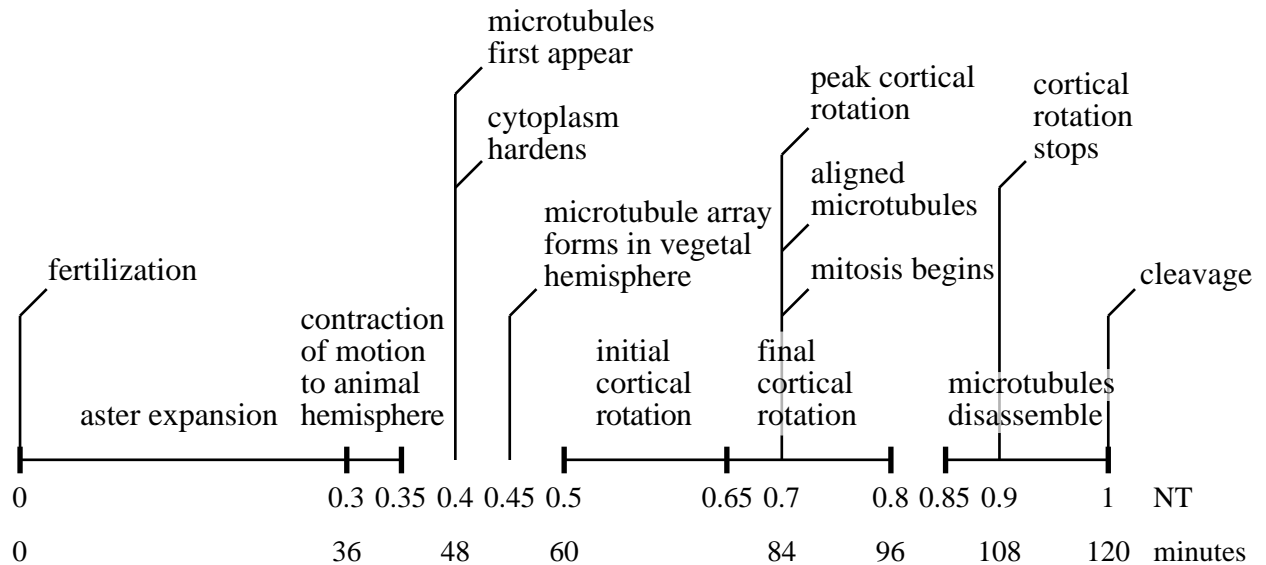 microtubules
first appear
cytoplasm
hardens
peak cortical
rotation
cortical
rotation
stops
aligned
microtubules
microtubule array
forms in vegetal
hemisphere
mitosis begins
fertilization
cleavage
contraction
of motion
to animal
hemisphere
aster expansion
initial
cortical
rotation
final
cortical
rotation
microtubules
disassemble
0 0.3 0.35 0.4 0.45 0.5 0.65 0.7 0.8 0.85 0.9 1 NT
0 36 48 60 84 96 108 120 minutes